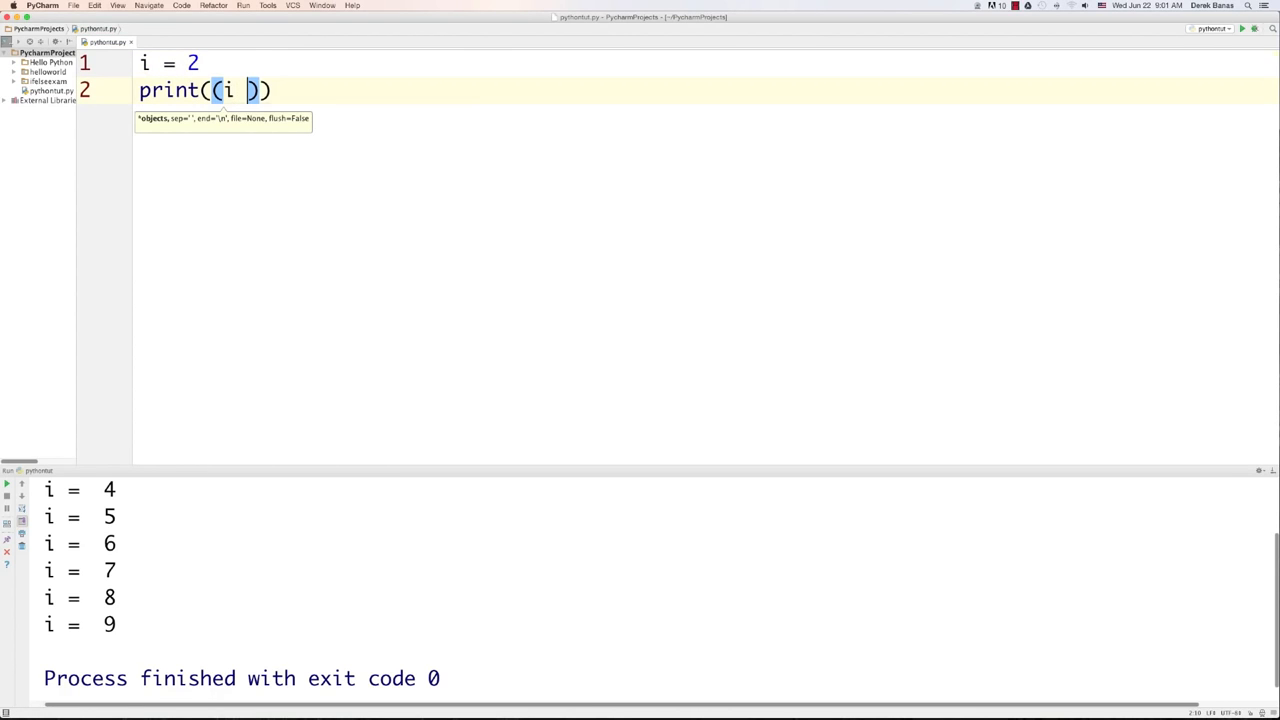 PyCharm File Edit View Navigate Code Refactor Run Tools VCS Window Help 10 Wed Jun 22 9:01 AM Derek Banas
pythontut.py - PycharmProjects - [~/PycharmProjects]
PycharmProjects pythontut.py pythontut
pythontut.py ×
PycharmProject
Hello Python
helloworld
ifelseexam
pythontut.py
External Librarie
1 i = 2
2 print((i ))
*objects, sep=' ', end='\n', file=None, flush=False
Run pythontut
i =  4
i =  5
i =  6
i =  7
i =  8
i =  9
Process finished with exit code 0
2:10 LF÷ UTF-8÷